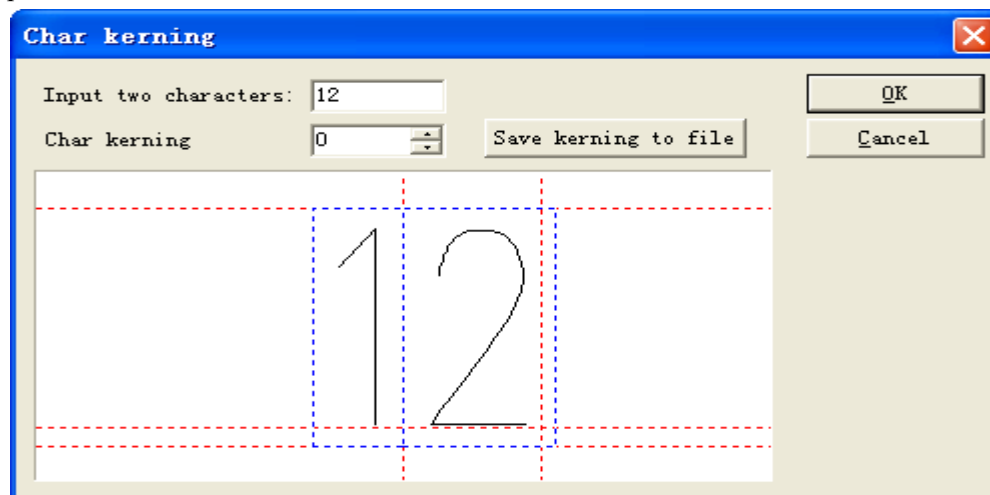 Char kerning
Input two characters: 12 OK
Char kerning 0 Save kerning to file Cancel
12